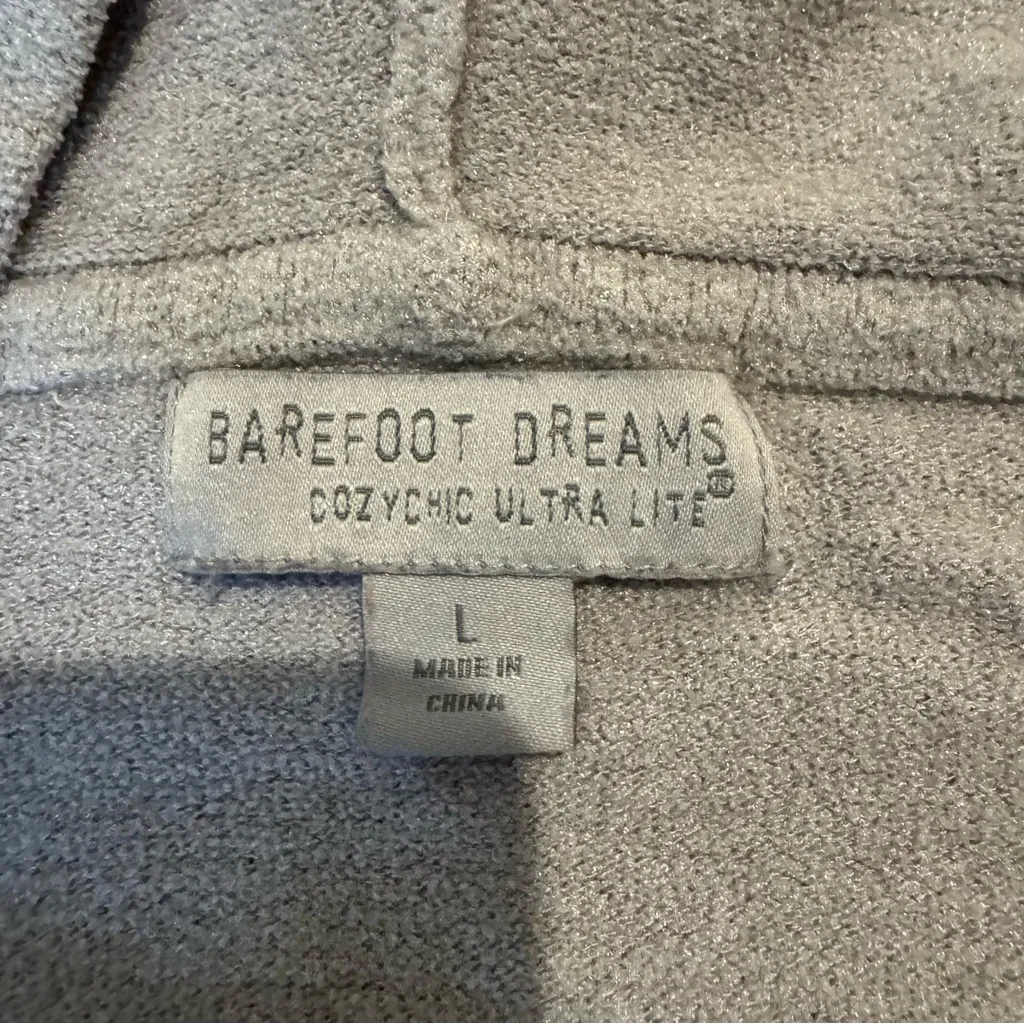 BAREFOOT DREAMS®
COZYCHIC ULTRA LITE
L
MADE IN
CHINA